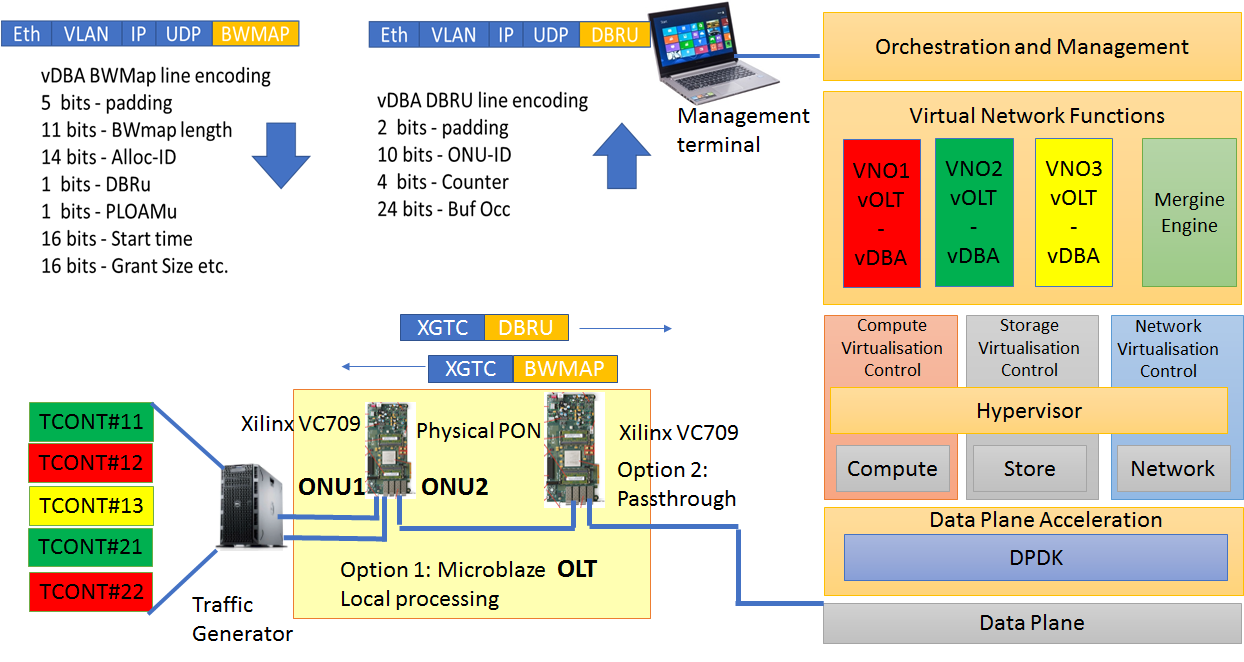 Eth VLAN IP UDP BWMAP
vDBA BWMap line encoding
5 bits - padding
11 bits - BWmap length
14 bits - Alloc-ID
1 bits - DBRu
1 bits - PLOAMu
16 bits - Start time
16 bits - Grant Size etc.
Eth VLAN IP UDP DBRU
vDBA DBRU line encoding
2 bits - padding
10 bits - ONU-ID
4 bits - Counter
24 bits - Buf Occ
Management
terminal
Orchestration and Management
Virtual Network Functions
VNO1
vOLT
-
vDBA
VNO2
vOLT
-
vDBA
VNO3
vOLT
-
vDBA
Mergine
Engine
XGTC DBRU
XGTC BWMAP
Compute
Virtualisation
Control
Storage
Virtualisation
Control
Network
Virtualisation
Control
Hypervisor
Compute
Store
Network
TCONT#11
TCONT#12
TCONT#13
TCONT#21
TCONT#22
Traffic
Generator
Xilinx VC709
Physical PON
Xilinx VC709
ONU1
ONU2
Option 2:
Passthrough
Option 1: Microblaze OLT
Local processing
Data Plane Acceleration
DPDK
Data Plane